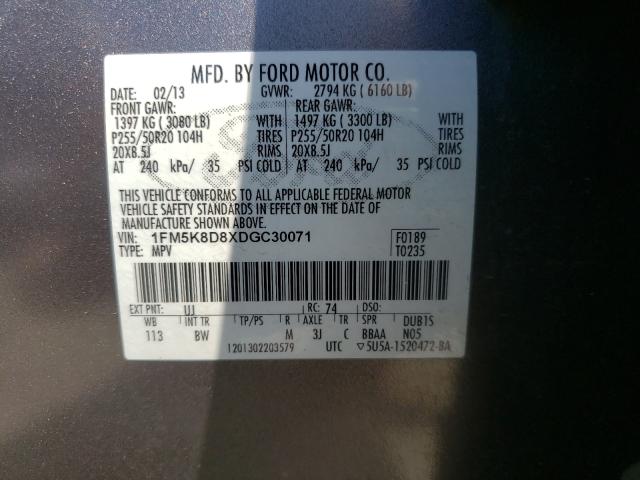 MFD. BY FORD MOTOR CO.
DATE: 02/13 GVWR: 2794 KG ( 6160 LB)
FRONT GAWR: REAR GAWR:
1397 KG ( 3080 LB) WITH 1497 KG ( 3300 LB) WITH
P255/50R20 104H TIRES P255/50R20 104H TIRES
20X8.5J RIMS 20X8.5J RIMS
AT 240 kPa/ 35 PSI COLD AT 240 kPa/ 35 PSI COLD
THIS VEHICLE CONFORMS TO ALL APPLICABLE FEDERAL MOTOR
VEHICLE SAFETY STANDARDS IN EFFECT ON THE DATE OF
MANUFACTURE SHOWN ABOVE.
VIN: 1FM5K8D8XDGC30071 F0189
TYPE: MPV T0235
EXT PNT: UJ RC: 74 DSO:
WB INT TR TP/PS R AXLE TR SPR DUB1S
113 BW M 3J C BBAA N05
1201302203579 UTC ▽5U5A-1520472-BA